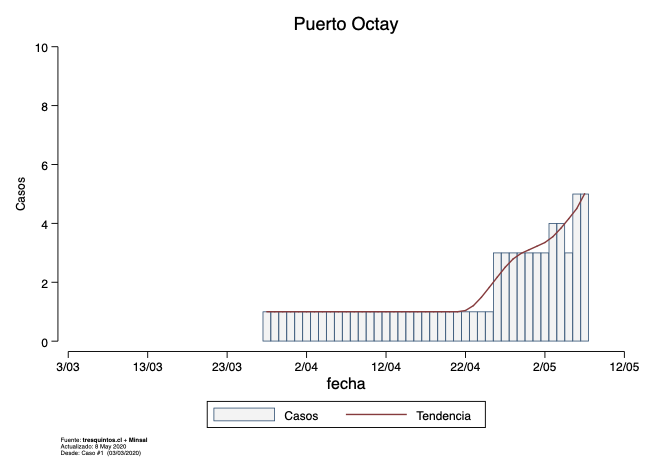 Puerto Octay
Casos
10
8
6
4
2
0
3/03 13/03 23/03 2/04 12/04 22/04 2/05 12/05
fecha
Casos Tendencia
Fuente: tresquintos.cl + Minsal
Actualizado: 8 May 2020
Desde: Caso #1 (03/03/2020)